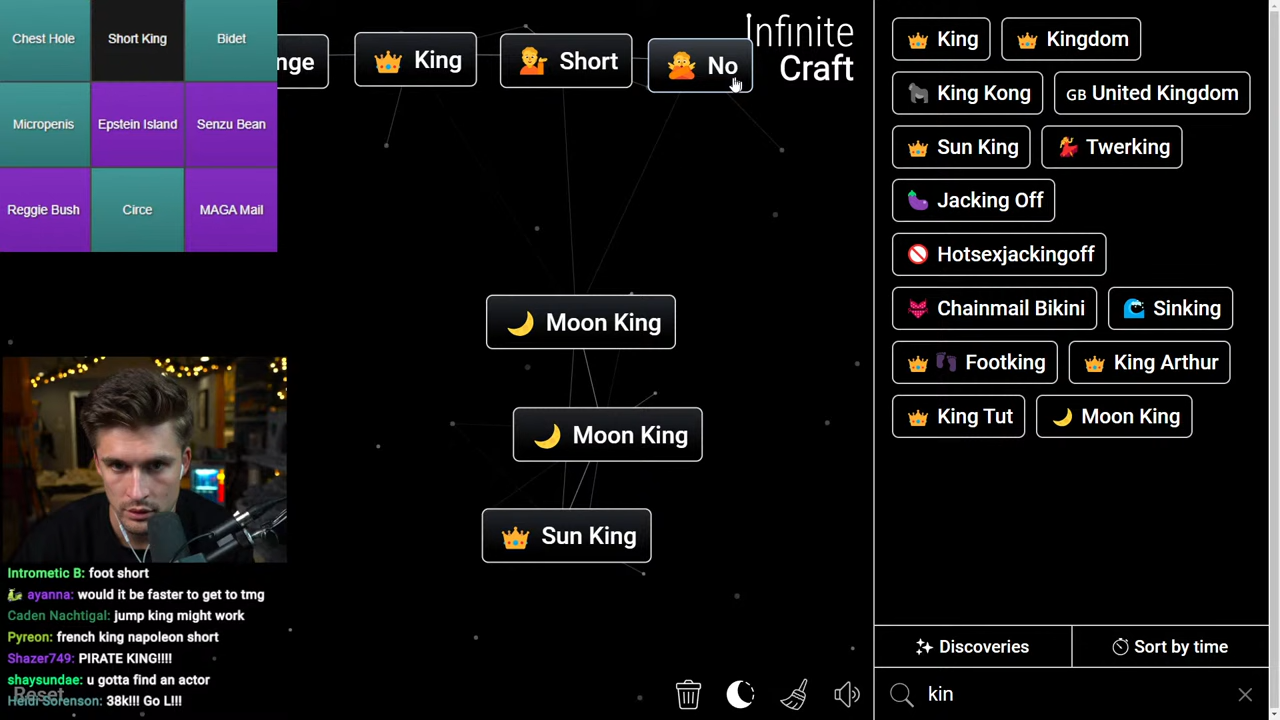 Chest Hole
Short King
Bidet
Micropenis
Epstein Island
Senzu Bean
Reggie Bush
Circe
MAGA Mail
nge
King
Short
No
Infinite
Craft
Moon King
Moon King
Sun King
King
Kingdom
King Kong
GB United Kingdom
Sun King
Twerking
Jacking Off
Hotsexjackingoff
Chainmail Bikini
Sinking
Footking
King Arthur
King Tut
Moon King
Discoveries
Sort by time
kin
Intrometic B: foot short
ayanna: would it be faster to get to tmg
Caden Nachtigal: jump king might work
Pyreon: french king napoleon short
Shazer749: PIRATE KING!!!!
shaysundae: u gotta find an actor
Heidi Sorenson: 38k!!! Go L!!!
Reset